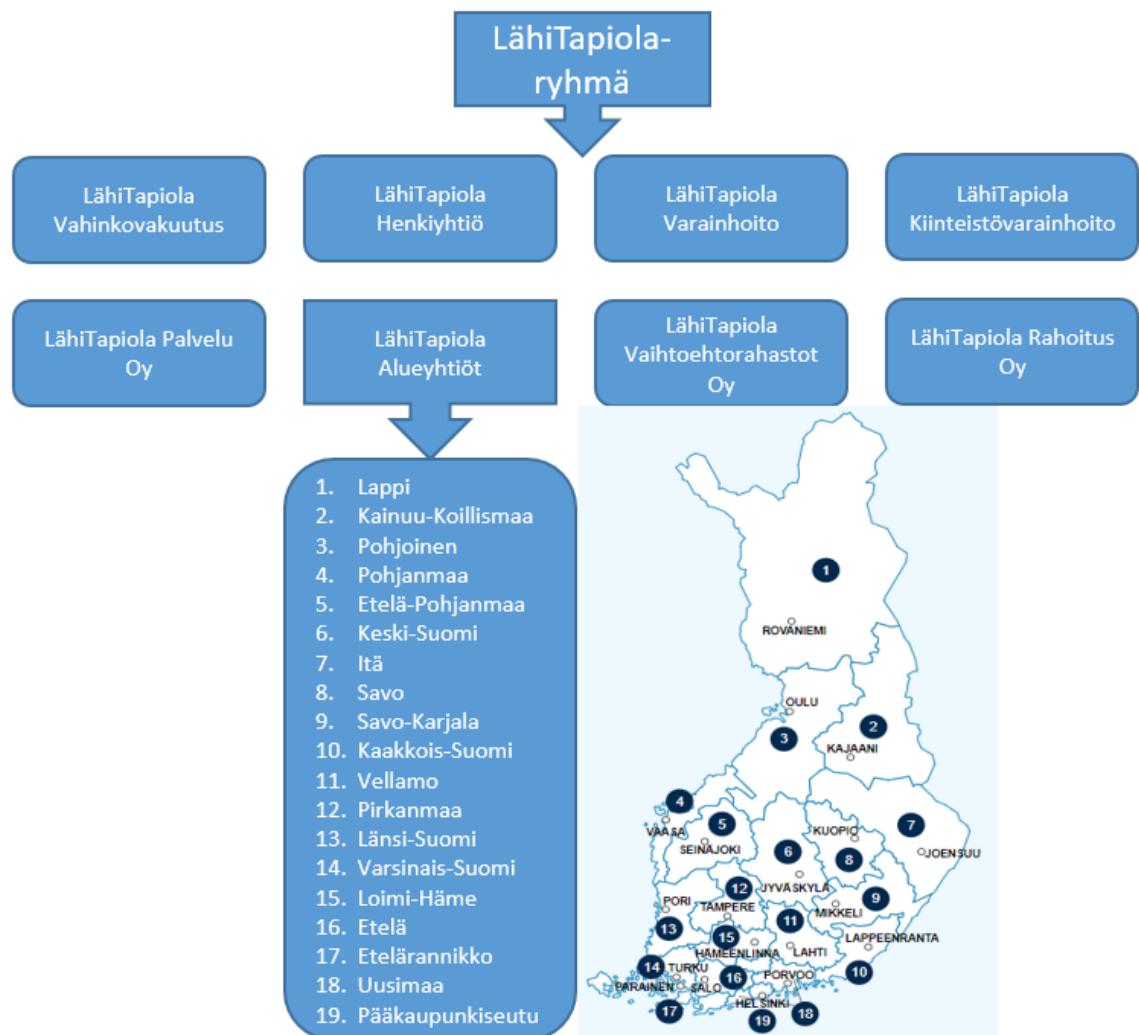 LähiTapiola-
ryhmä
LähiTapiola
Vahinkovakuutus
LähiTapiola
Henkiyhtiö
LähiTapiola
Varainhoito
LähiTapiola
Kiinteistövarainhoito
LähiTapiola Palvelu
Oy
LähiTapiola
Alueyhtiöt
LähiTapiola
Vaihtoehtorahastot
Oy
LähiTapiola Rahoitus
Oy
1. Lappi
2. Kainuu-Koillismaa
3. Pohjoinen
4. Pohjanmaa
5. Etelä-Pohjanmaa
6. Keski-Suomi
7. Itä
8. Savo
9. Savo-Karjala
10. Kaakkois-Suomi
11. Vellamo
12. Pirkanmaa
13. Länsi-Suomi
14. Varsinais-Suomi
15. Loimi-Häme
16. Etelä
17. Etelärannikko
18. Uusimaa
19. Pääkaupunkiseutu
1
ROVANIEMI
OULU
2
3
KAJAANI
4
VAASA
5
SEINÄJOKI
6
KUOPIO
7
JOENSUU
8
JYVÄSKYLÄ
12
9
MIKKELI
PORI
TAMPERE
11
13
15
HÄMEENLINNA
LAHTI
LAPPEENRANTA
10
14
TURKU
PARAINEN
SALO
16
PORVOO
HELSINKI
17
19
18